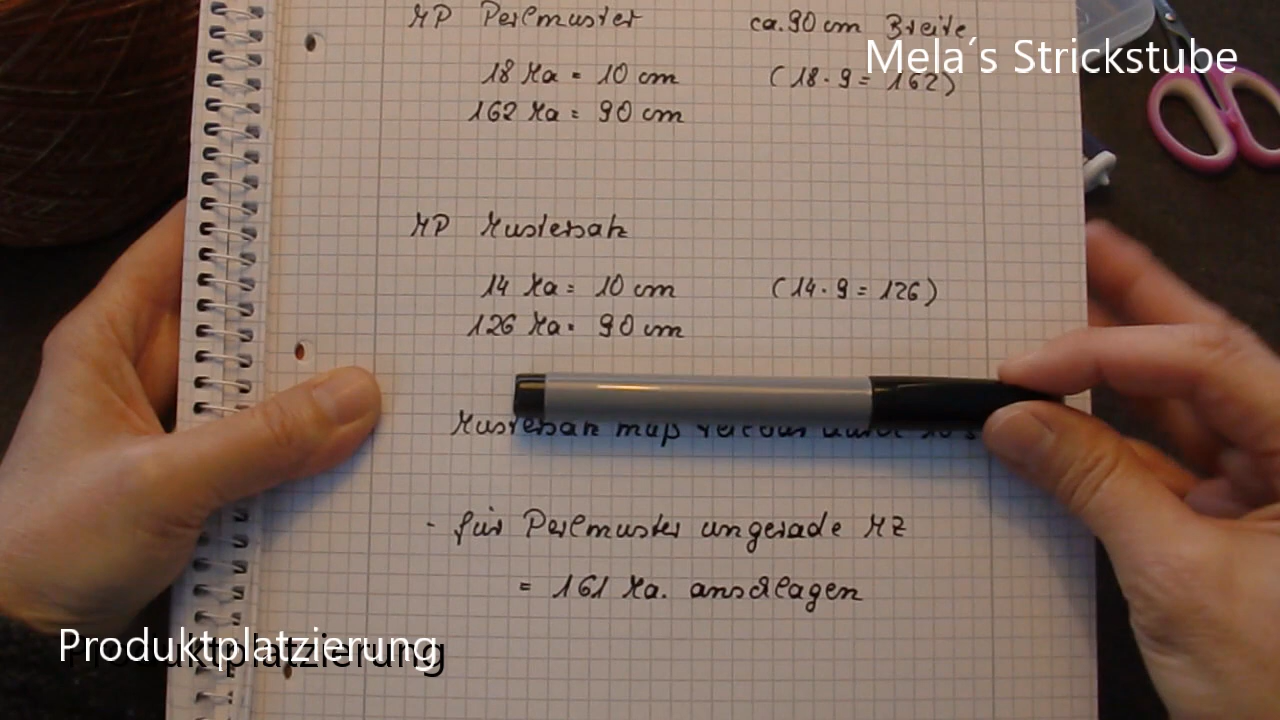 MP Perlmuster ca. 90 cm Breite
Mela´s Strickstube
18 Ma = 10 cm (18 · 9 = 162)
162 Ma = 90 cm
MP Mustersatz
14 Ma = 10 cm (14 · 9 = 126)
126 Ma = 90 cm
Mustersatz muß
- für Perlmuster ungerade MZ
= 161 Ma. anschlagen
Produktplatzierung